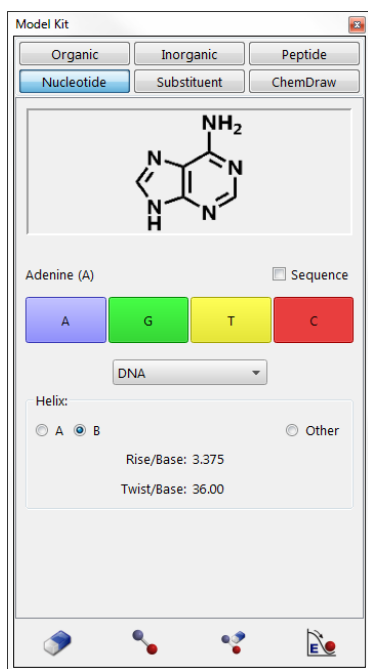 Model Kit
Organic Inorganic Peptide
Nucleotide Substituent ChemDraw
NH2
N
N
N
H
N
Adenine (A) Sequence
A G T C
DNA
Helix:
A B Other
Rise/Base: 3.375
Twist/Base: 36.00
E